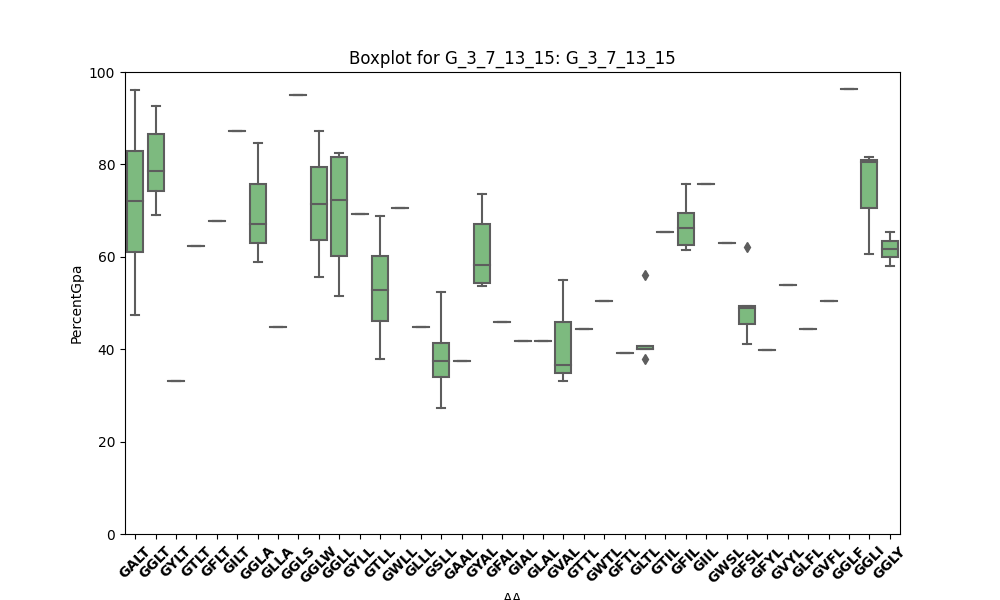 Boxplot for G_3_7_13_15: G_3_7_13_15
100
80
60
40
20
0
PercentGpa
GALT GGLT GYLT GTLT GFLT GILT GGLA GLLA GGLS GGLW GGLL GYLL GTLL GWLL GLLL GSLL GAAL GYAL GFAL GIAL GLAL GVAL GTTL GWTL GFTL GLTL GTIL GFIL GIIL GWSL GFSL GFYL GVYL GLFL GVFL GGLF GGLI GGLY
AA